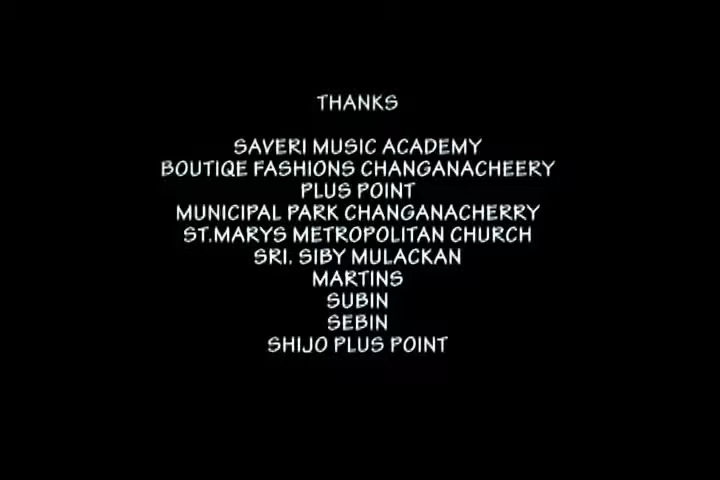 THANKS
SAVERI MUSIC ACADEMY
BOUTIQE FASHIONS CHANGANACHEERY
PLUS POINT
MUNICIPAL PARK CHANGANACHERRY
ST.MARYS METROPOLITAN CHURCH
SRI. SIBY MULACKAN
MARTINS
SUBIN
SEBIN
SHIJO PLUS POINT